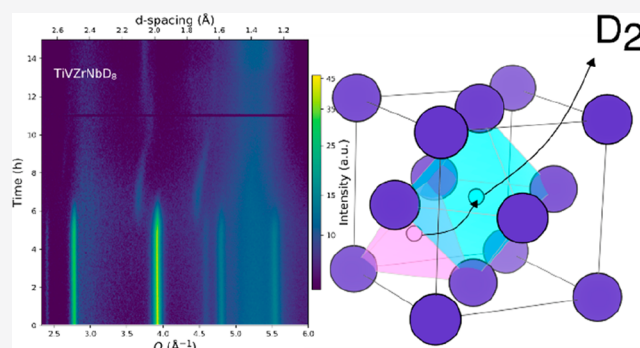 d-spacing (Å)
2.6 2.4 2.2 2.0 1.8 1.6 1.4 1.2
TiVZrNbD₈
Time (h)
14
12
10
8
6
4
2
0
2.5 3.0 3.5 4.0 4.5 5.0 5.5 6.0
Q (Å⁻¹)
45
35
25
15
10
Intensity (a.u.)
D₂